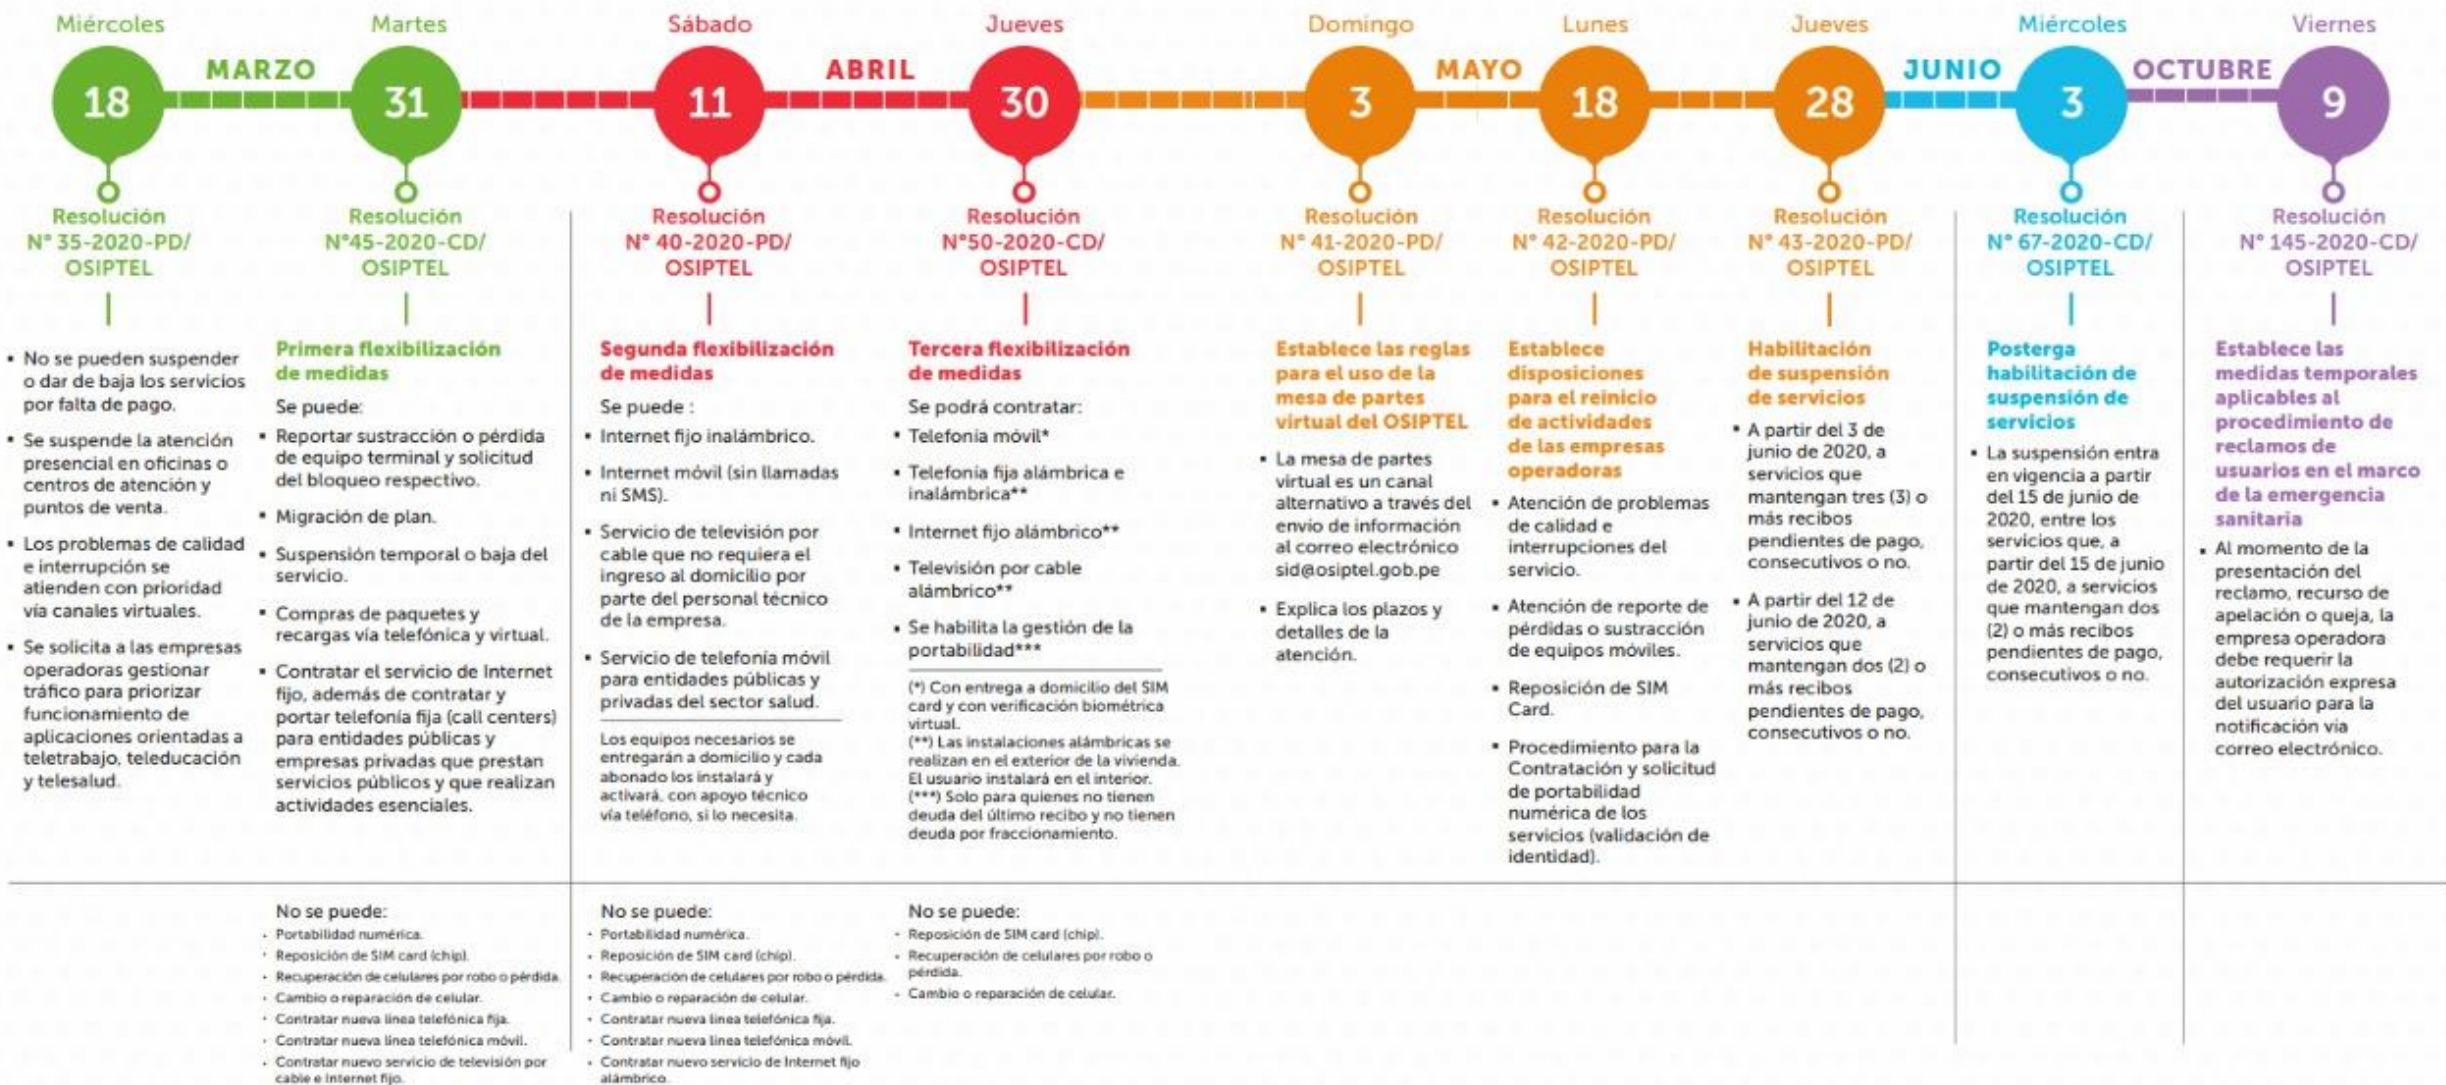 Miércoles
18
MARZO
Martes
31
Sábado
11
ABRIL
Jueves
30
Domingo
3
MAYO
Lunes
18
Jueves
28
JUNIO
Miércoles
3
OCTUBRE
Viernes
9
Resolución
N° 35-2020-PD/
OSIPTEL
▪ No se pueden suspender
o dar de baja los servicios
por falta de pago.
▪ Se suspende la atención
presencial en oficinas o
centros de atención y
puntos de venta.
▪ Los problemas de calidad
e interrupción se
atienden con prioridad
vía canales virtuales.
▪ Se solicita a las empresas
operadoras gestionar
tráfico para priorizar
funcionamiento de
aplicaciones orientadas a
teletrabajo, teleducación
y telesalud.
Resolución
N°45-2020-CD/
OSIPTEL
Primera flexibilización
de medidas
Se puede:
▪ Reportar sustracción o pérdida
de equipo terminal y solicitud
del bloqueo respectivo.
▪ Migración de plan.
▪ Suspensión temporal o baja del
servicio.
▪ Compras de paquetes y
recargas vía telefónica y virtual.
▪ Contratar el servicio de Internet
fijo, además de contratar y
portar telefonía fija (call centers)
para entidades públicas y
empresas privadas que prestan
servicios públicos y que realizan
actividades esenciales.
No se puede:
· Portabilidad numérica.
· Reposición de SIM card (chip).
· Recuperación de celulares por robo o pérdida.
· Cambio o reparación de celular.
· Contratar nueva línea telefónica fija.
· Contratar nueva línea telefónica móvil.
· Contratar nuevo servicio de televisión por
cable e Internet fijo.
Resolución
N° 40-2020-PD/
OSIPTEL
Segunda flexibilización
de medidas
Se puede :
▪ Internet fijo inalámbrico.
▪ Internet móvil (sin llamadas
ni SMS).
▪ Servicio de televisión por
cable que no requiera el
ingreso al domicilio por
parte del personal técnico
de la empresa.
▪ Servicio de telefonía móvil
para entidades públicas y
privadas del sector salud.
Los equipos necesarios se
entregarán a domicilio y cada
abonado los instalará y
activará, con apoyo técnico
vía teléfono, si lo necesita.
No se puede:
· Portabilidad numérica.
· Reposición de SIM card (chip).
· Recuperación de celulares por robo o pérdida.
· Cambio o reparación de celular.
· Contratar nueva línea telefónica fija.
· Contratar nueva línea telefónica móvil.
· Contratar nuevo servicio de Internet fijo
alámbrico.
Resolución
N°50-2020-CD/
OSIPTEL
Tercera flexibilización
de medidas
Se podrá contratar:
▪ Telefonía móvil*
▪ Telefonía fija alámbrica e
inalámbrica**
▪ Internet fijo alámbrico**
▪ Televisión por cable
alámbrico**
▪ Se habilita la gestión de la
portabilidad***
(*) Con entrega a domicilio del SIM
card y con verificación biométrica
virtual.
(**) Las instalaciones alámbricas se
realizan en el exterior de la vivienda.
El usuario instalará en el interior.
(***) Solo para quienes no tienen
deuda del último recibo y no tienen
deuda por fraccionamiento.
No se puede:
· Reposición de SIM card (chip).
· Recuperación de celulares por robo o
pérdida.
· Cambio o reparación de celular.
Resolución
N° 41-2020-PD/
OSIPTEL
Establece las reglas
para el uso de la
mesa de partes
virtual del OSIPTEL
▪ La mesa de partes
virtual es un canal
alternativo a través del
envío de información
al correo electrónico
sid@osiptel.gob.pe
▪ Explica los plazos y
detalles de la
atención.
Resolución
N° 42-2020-PD/
OSIPTEL
Establece
disposiciones
para el reinicio
de actividades
de las empresas
operadoras
▪ Atención de problemas
de calidad e
interrupciones del
servicio.
▪ Atención de reporte de
pérdidas o sustracción
de equipos móviles.
▪ Reposición de SIM
Card.
▪ Procedimiento para la
Contratación y solicitud
de portabilidad
numérica de los
servicios (validación de
identidad).
Resolución
N° 43-2020-PD/
OSIPTEL
Habilitación
de suspensión
de servicios
▪ A partir del 3 de
junio de 2020, a
servicios que
mantengan tres (3) o
más recibos
pendientes de pago,
consecutivos o no.
▪ A partir del 12 de
junio de 2020, a
servicios que
mantengan dos (2) o
más recibos
pendientes de pago,
consecutivos o no.
Resolución
N° 67-2020-CD/
OSIPTEL
Posterga
habilitación de
suspensión de
servicios
▪ La suspensión entra
en vigencia a partir
del 15 de junio de
2020, entre los
servicios que, a
partir del 15 de junio
de 2020, a servicios
que mantengan dos
(2) o más recibos
pendientes de pago,
consecutivos o no.
Resolución
N° 145-2020-CD/
OSIPTEL
Establece las
medidas temporales
aplicables al
procedimiento de
reclamos de
usuarios en el marco
de la emergencia
sanitaria
▪ Al momento de la
presentación del
reclamo, recurso de
apelación o queja, la
empresa operadora
debe requerir la
autorización expresa
del usuario para la
notificación vía
correo electrónico.